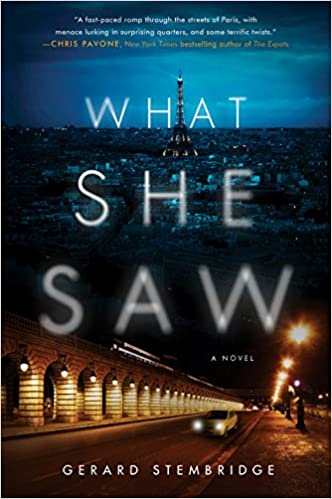 "A fast-paced romp through the streets of Paris, with
menace lurking in surprising quarters, and some terrific twists."
—CHRIS PAVONE, New York Times bestselling author of The Expats
WHAT
SHE
SAW
A NOVEL
GERARD STEMBRIDGE